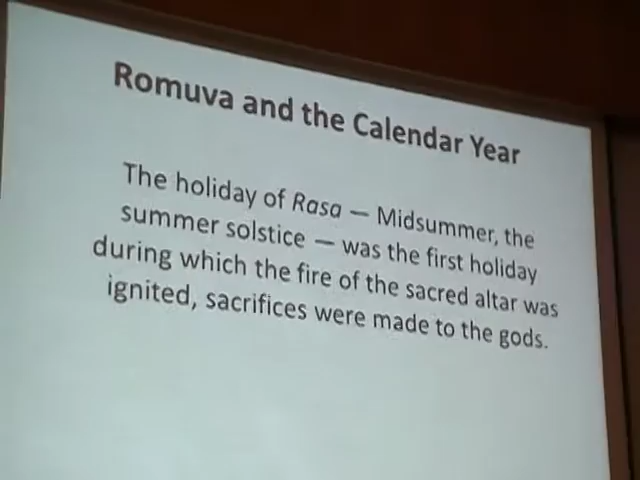 Romuva and the Calendar Year
The holiday of Rasa — Midsummer, the
summer solstice — was the first holiday
during which the fire of the sacred altar was
ignited, sacrifices were made to the gods.